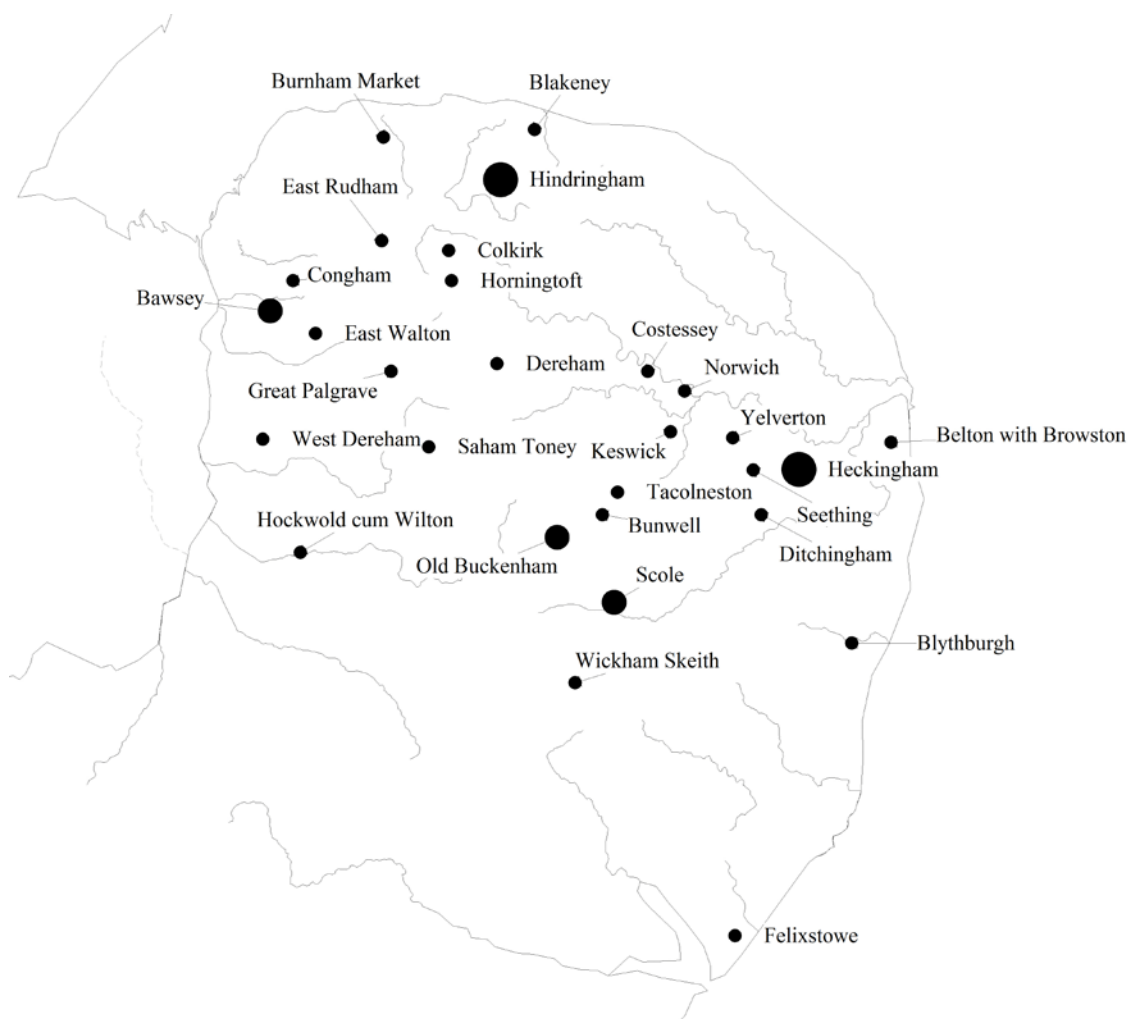 Burnham Market
Blakeney
Hindringham
East Rudham
Colkirk
Congham
Horningtoft
Bawsey
East Walton
Costessey
Dereham
Norwich
Great Palgrave
Yelverton
West Dereham
Saham Toney
Keswick
Belton with Browston
Heckingham
Tacolneston
Seething
Hockwold cum Wilton
Bunwell
Ditchingham
Old Buckenham
Scole
Blythburgh
Wickham Skeith
Felixstowe